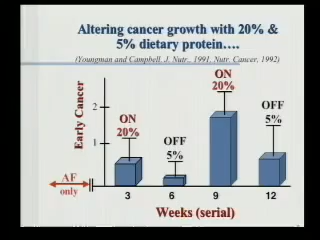 Altering cancer growth with 20% &
5% dietary protein....
(Youngman and Campbell, J. Nutr., 1991, Nutr. Cancer, 1992)
Early Cancer
2
1
ON
20%
OFF
5%
ON
20%
OFF
5%
AF
only
3 6 9 12
Weeks (serial)